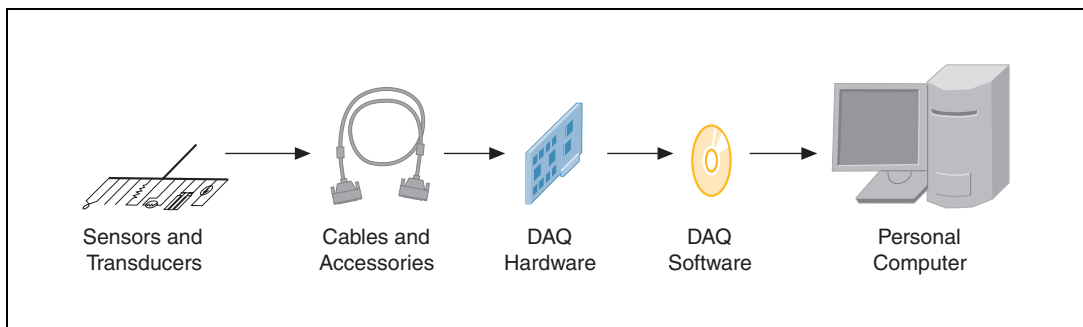 Sensors and
Transducers
Cables and
Accessories
DAQ
Hardware
DAQ
Software
Personal
Computer